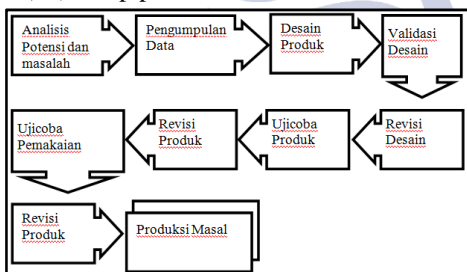 Analisis
Potensi dan
masalah
Pengumpulan
Data
Desain
Produk
Validasi
Desain
Revisi
Desain
Ujicoba
Produk
Revisi
Produk
Ujicoba
Pemakaian
Revisi
Produk
Produksi Masal